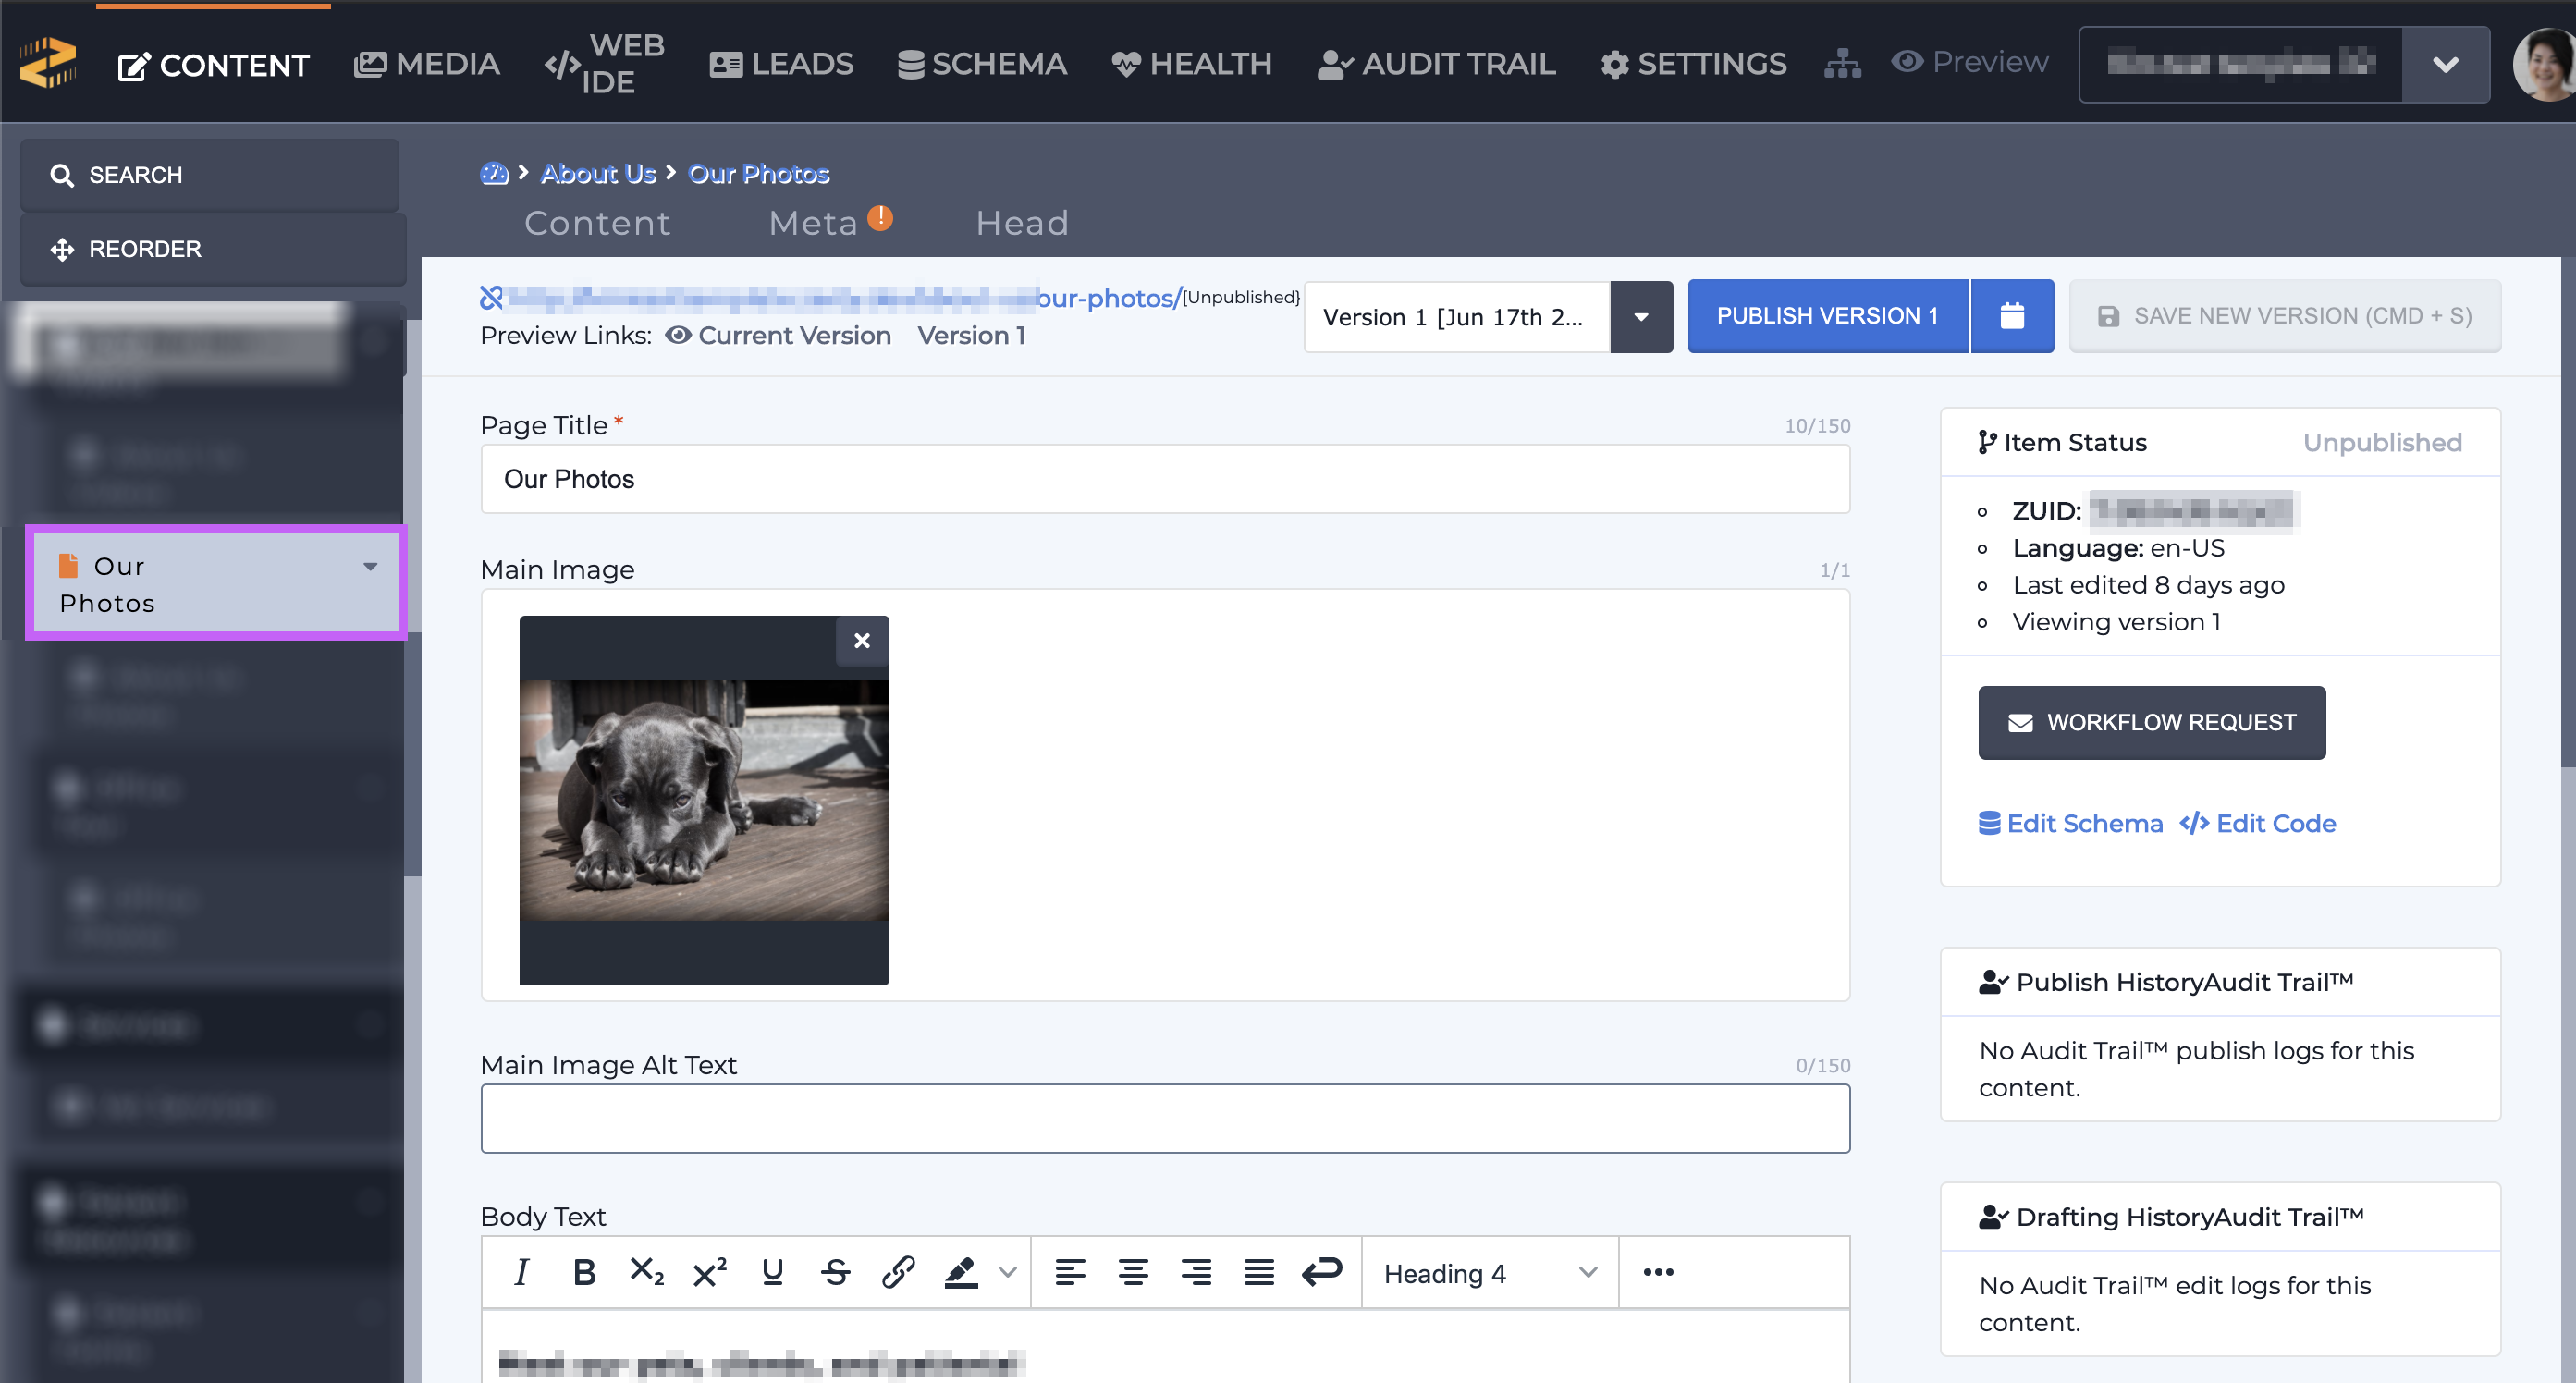 CONTENT
MEDIA
WEB
IDE
LEADS
SCHEMA
HEALTH
AUDIT TRAIL
SETTINGS
Preview
SEARCH
REORDER
Our
Photos
About Us
Our Photos
Content
Meta
Head
our-photos/
[Unpublished}
Version 1 [Jun 17th 2...
PUBLISH VERSION 1
SAVE NEW VERSION (CMD + S)
Preview Links:
Current Version
Version 1
Page Title *
10/150
Our Photos
Main Image
1/1
Main Image Alt Text
0/150
Body Text
Heading 4
Item Status
Unpublished
ZUID:
Language: en-US
Last edited 8 days ago
Viewing version 1
WORKFLOW REQUEST
Edit Schema
Edit Code
Publish HistoryAudit Trail™
No Audit Trail™ publish logs for this
content.
Drafting HistoryAudit Trail™
No Audit Trail™ edit logs for this
content.